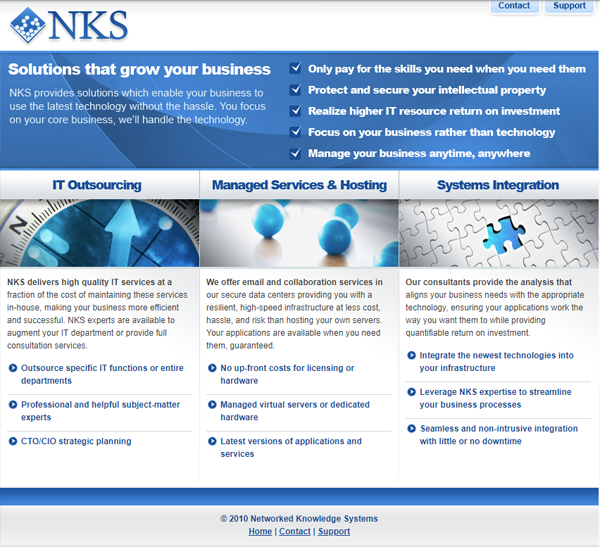 Contact
Support
NKS
Solutions that grow your business
NKS provides solutions which enable your business to
use the latest technology without the hassle. You focus
on your core business, we'll handle the technology.
Only pay for the skills you need when you need them
Protect and secure your intellectual property
Realize higher IT resource return on investment
Focus on your business rather than technology
Manage your business anytime, anywhere
IT Outsourcing
N
NKS delivers high quality IT services at a
fraction of the cost of maintaining these services
in-house, making your business more efficient
and successful. NKS experts are available to
augment your IT department or provide full
consultation services.
Outsource specific IT functions or entire
departments
Professional and helpful subject-matter
experts
CTO/CIO strategic planning
Managed Services & Hosting
We offer email and collaboration services in
our secure data centers providing you with a
resilient, high-speed infrastructure at less cost,
hassle, and risk than hosting your own servers.
Your applications are available when you need
them, guaranteed.
No up-front costs for licensing or
hardware
Managed virtual servers or dedicated
hardware
Latest versions of applications and
services
Systems Integration
Our consultants provide the analysis that
aligns your business needs with the appropriate
technology, ensuring your applications work the
way you want them to while providing
quantifiable return on investment.
Integrate the newest technologies into
your infrastructure
Leverage NKS expertise to streamline
your business processes
Seamless and non-intrusive integration
with little or no downtime
© 2010 Networked Knowledge Systems
Home | Contact | Support